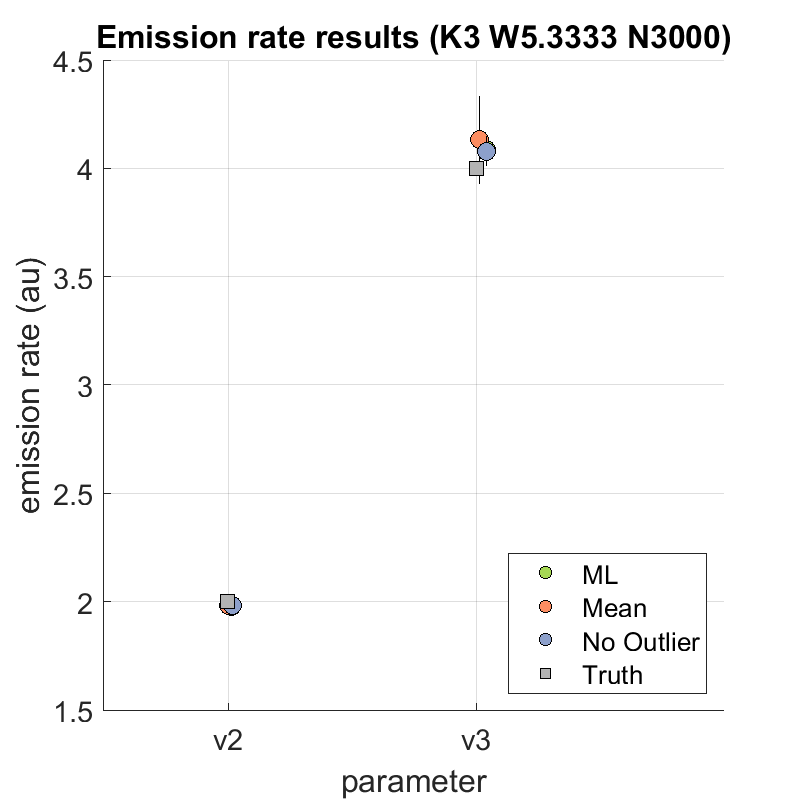 Emission rate results (K3 W5.3333 N3000)
4.5
4
3.5
3
2.5
2
1.5
emission rate (au)
v2
v3
parameter
ML
Mean
No Outlier
Truth